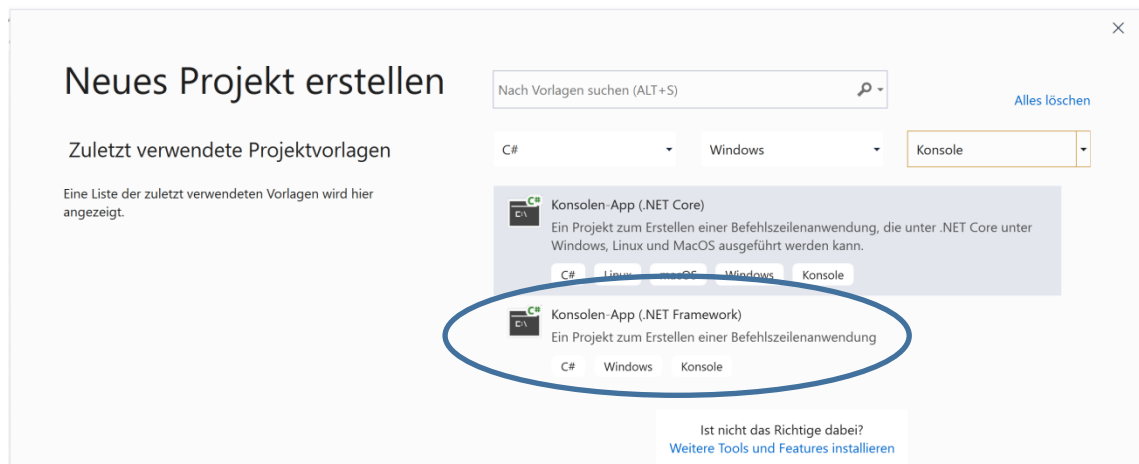 Neues Projekt erstellen
Nach Vorlagen suchen (ALT+S)
Alles löschen
Zuletzt verwendete Projektvorlagen
C#
Windows
Konsole
Eine Liste der zuletzt verwendeten Vorlagen wird hier
angezeigt.
C#
C:\
Konsolen-App (.NET Core)
Ein Projekt zum Erstellen einer Befehlszeilenanwendung, die unter .NET Core unter
Windows, Linux und MacOS ausgeführt werden kann.
C# Linux macOS Windows Konsole
C#
C:\
Konsolen-App (.NET Framework)
Ein Projekt zum Erstellen einer Befehlszeilenanwendung
C# Windows Konsole
Ist nicht das Richtige dabei?
Weitere Tools und Features installieren